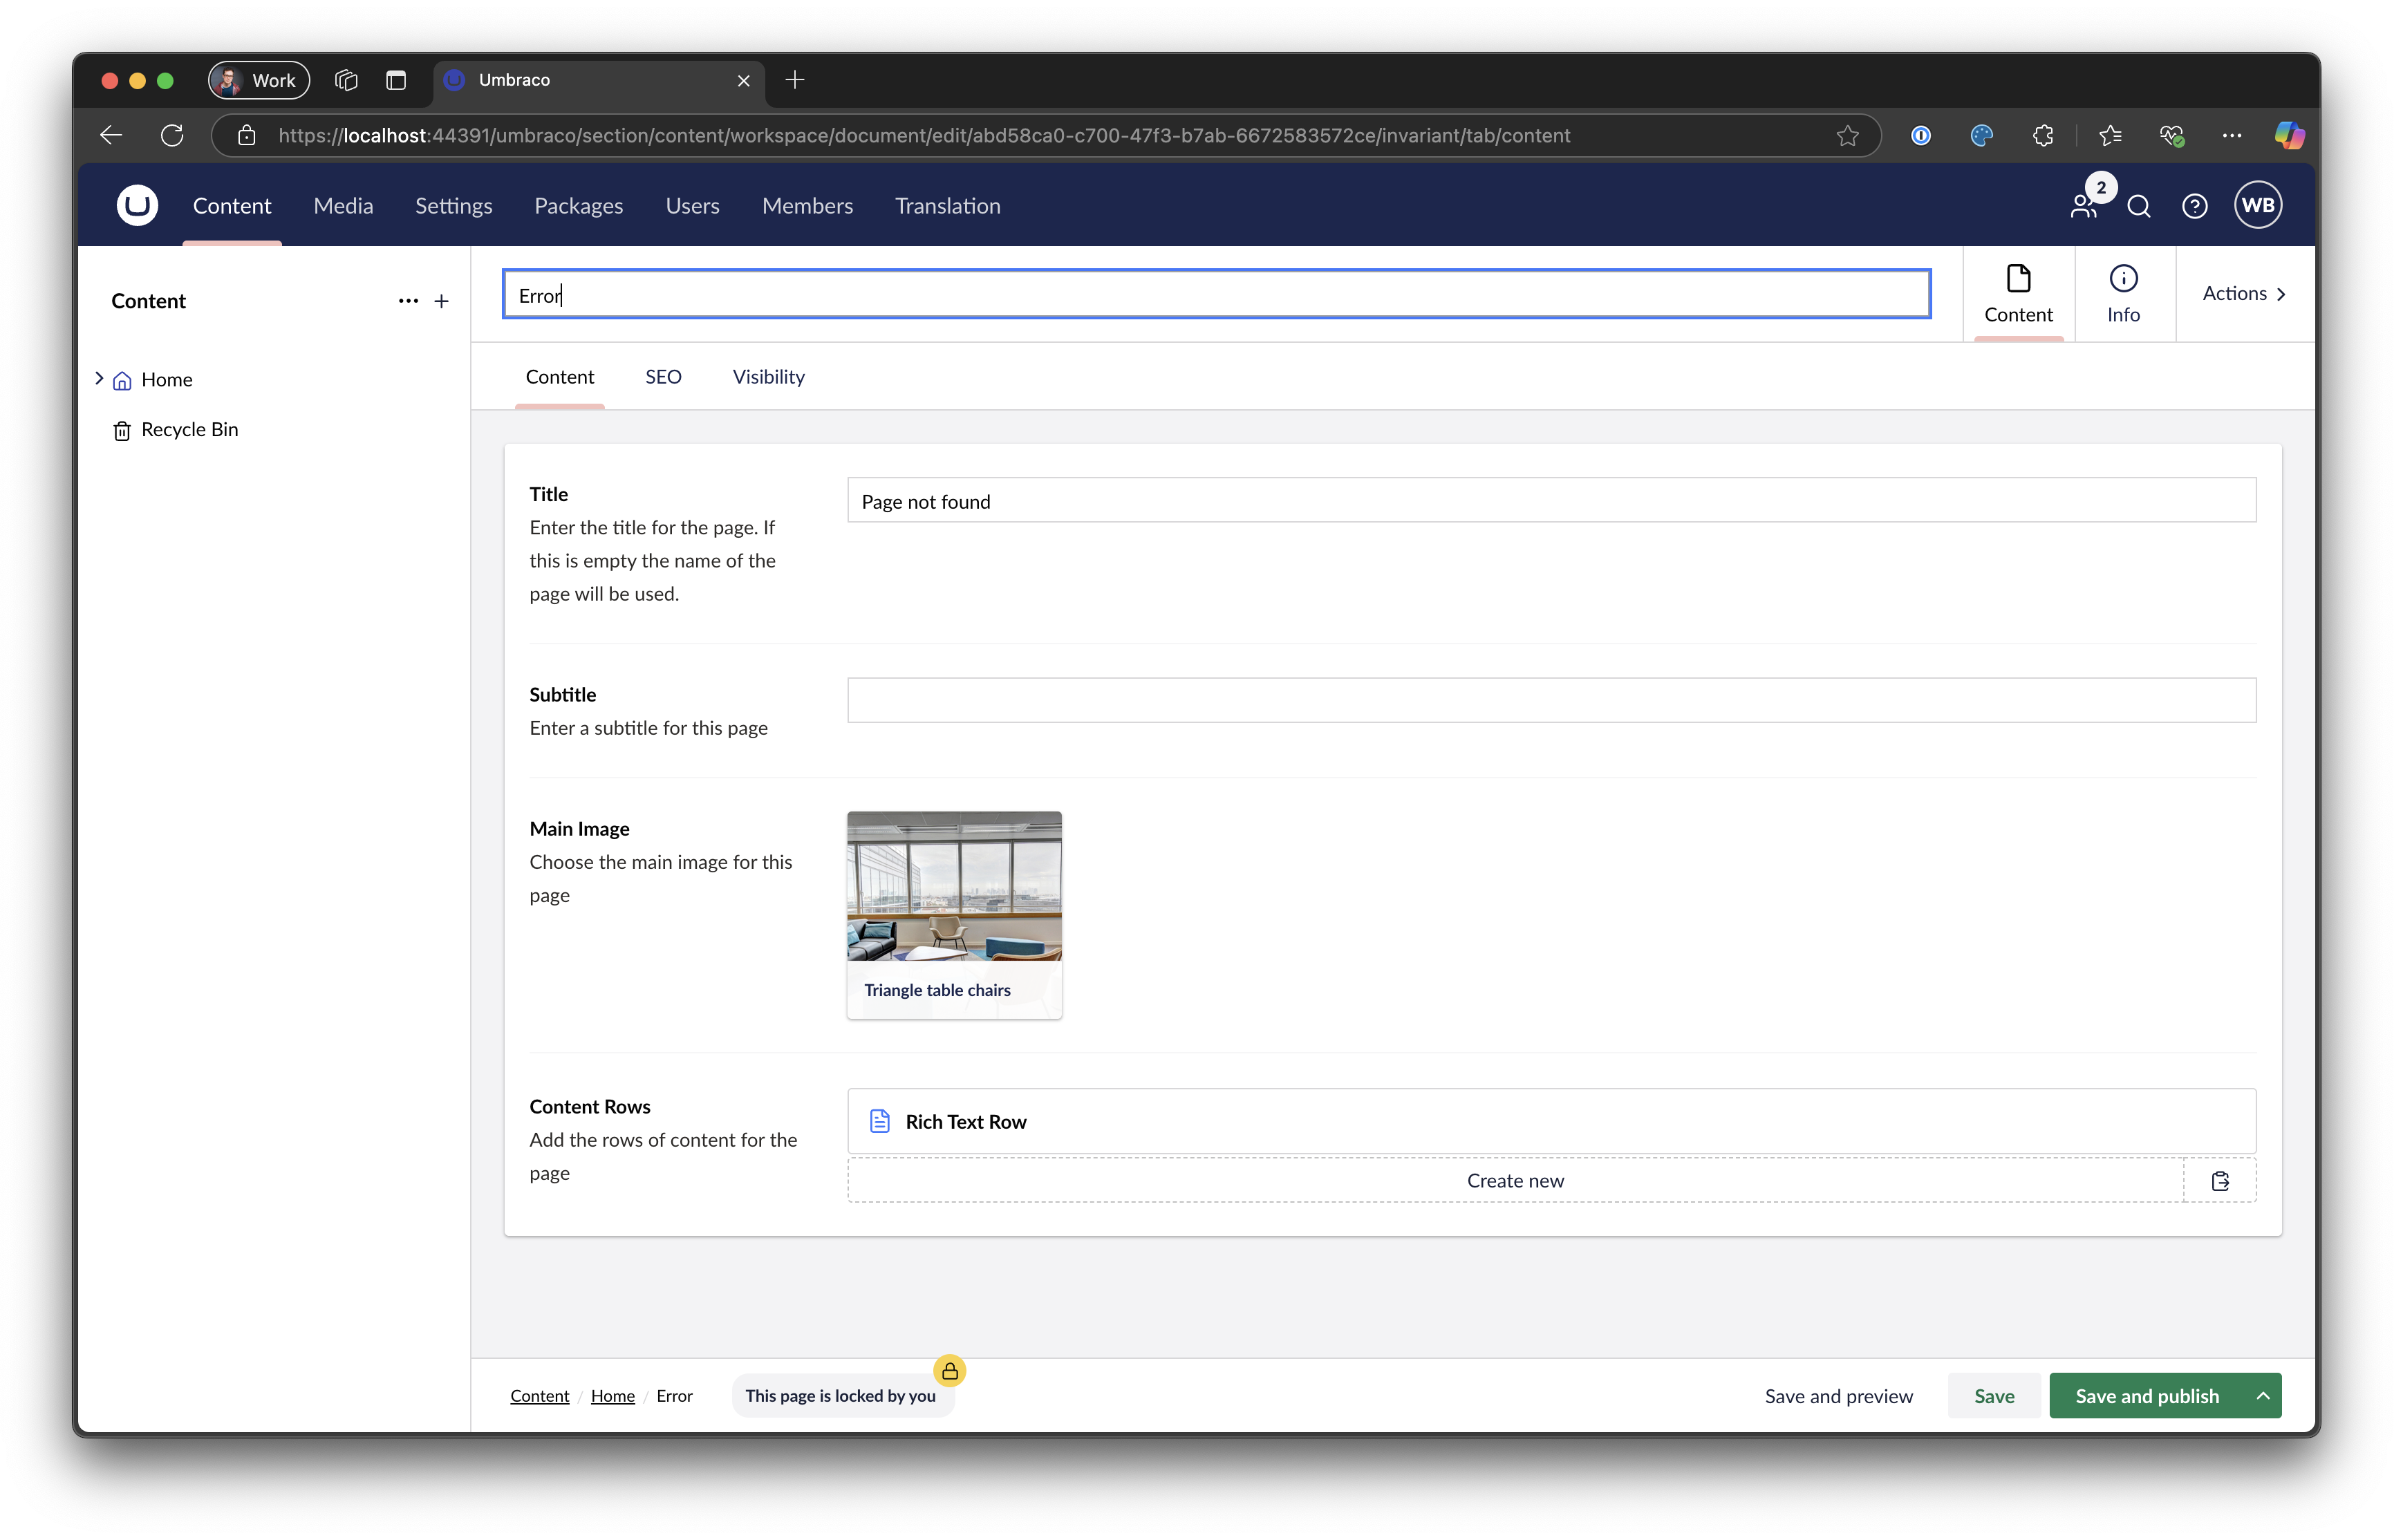 Work
Umbraco
https://localhost:44391/umbraco/section/content/workspace/document/edit/abd58ca0-c700-47f3-b7ab-6672583572ce/invariant/tab/content
Content
Media
Settings
Packages
Users
Members
Translation
2
WB
Content
Home
Recycle Bin
Error
Content
Info
Actions
Content
SEO
Visibility
Title
Enter the title for the page. If
this is empty the name of the
page will be used.
Page not found
Subtitle
Enter a subtitle for this page
Main Image
Choose the main image for this
page
Triangle table chairs
Content Rows
Add the rows of content for the
page
Rich Text Row
Create new
Content / Home / Error
This page is locked by you
Save and preview
Save
Save and publish